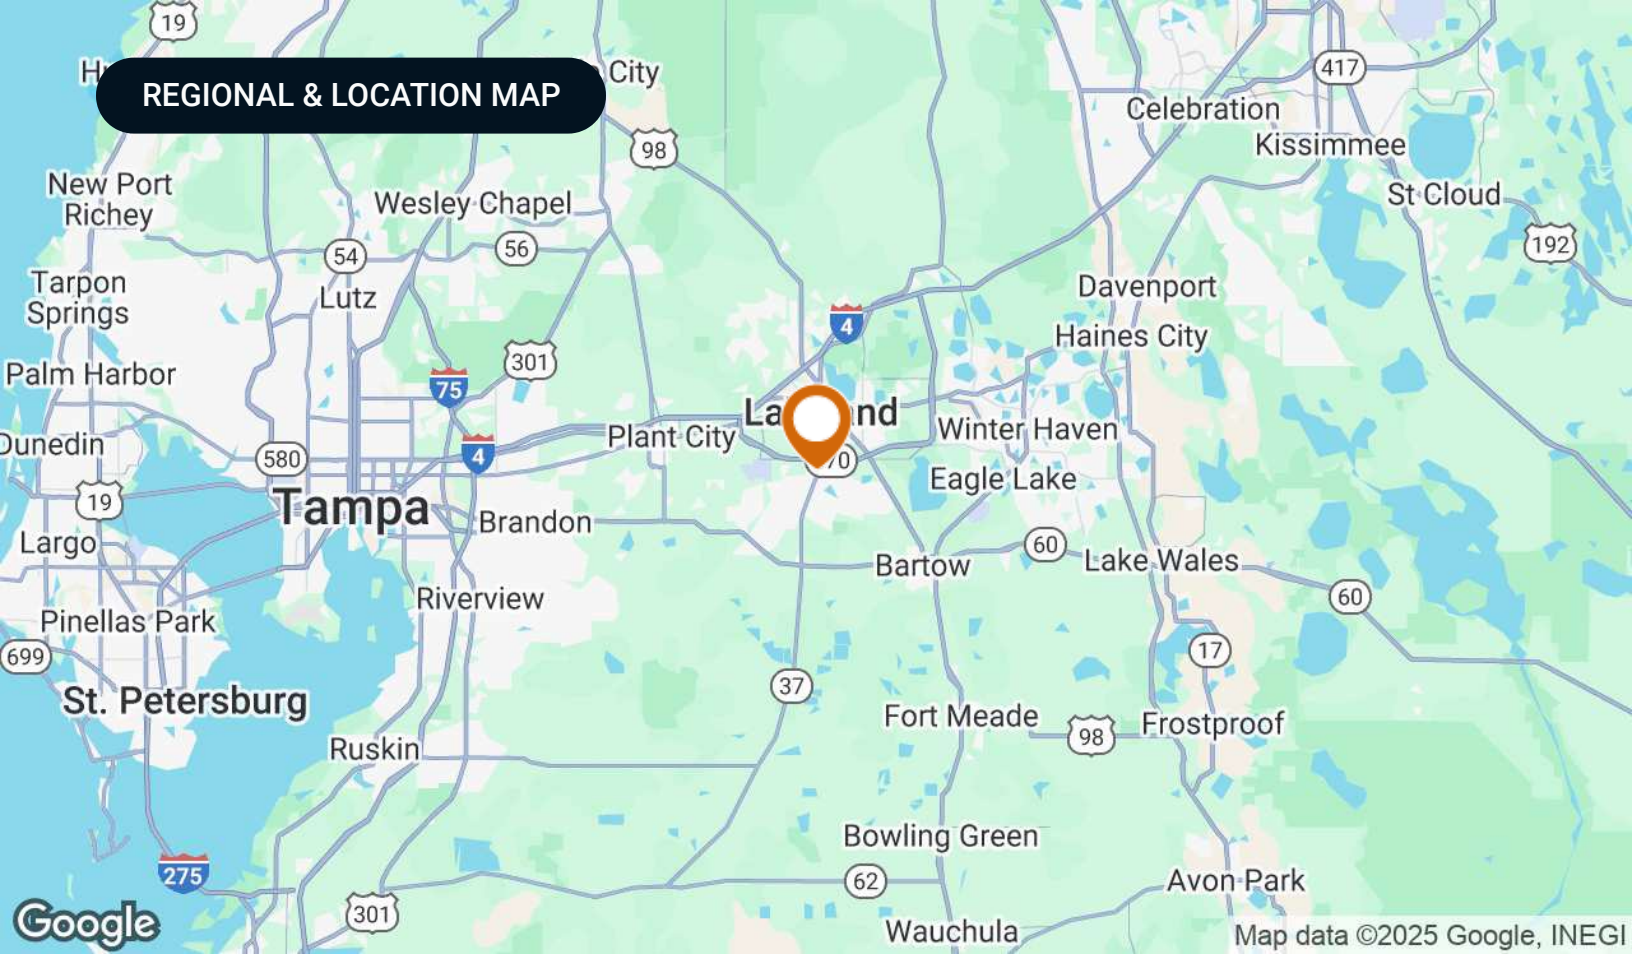 19
City
REGIONAL & LOCATION MAP
417
Celebration
98
Kissimmee
New Port
Richey
Wesley Chapel
St Cloud
54
56
192
Tarpon
Springs
Lutz
Davenport
4
Haines City
301
Palm Harbor
75
Dunedin
580
4
Plant City
Winter Haven
Eagle Lake
19
Tampa
Brandon
Largo
60
Bartow
Lake Wales
Riverview
60
Pinellas Park
699
17
St. Petersburg
37
Fort Meade
98
Frostproof
Ruskin
Bowling Green
275
62
Avon Park
301
Google
Wauchula
Map data ©2025 Google, INEGI